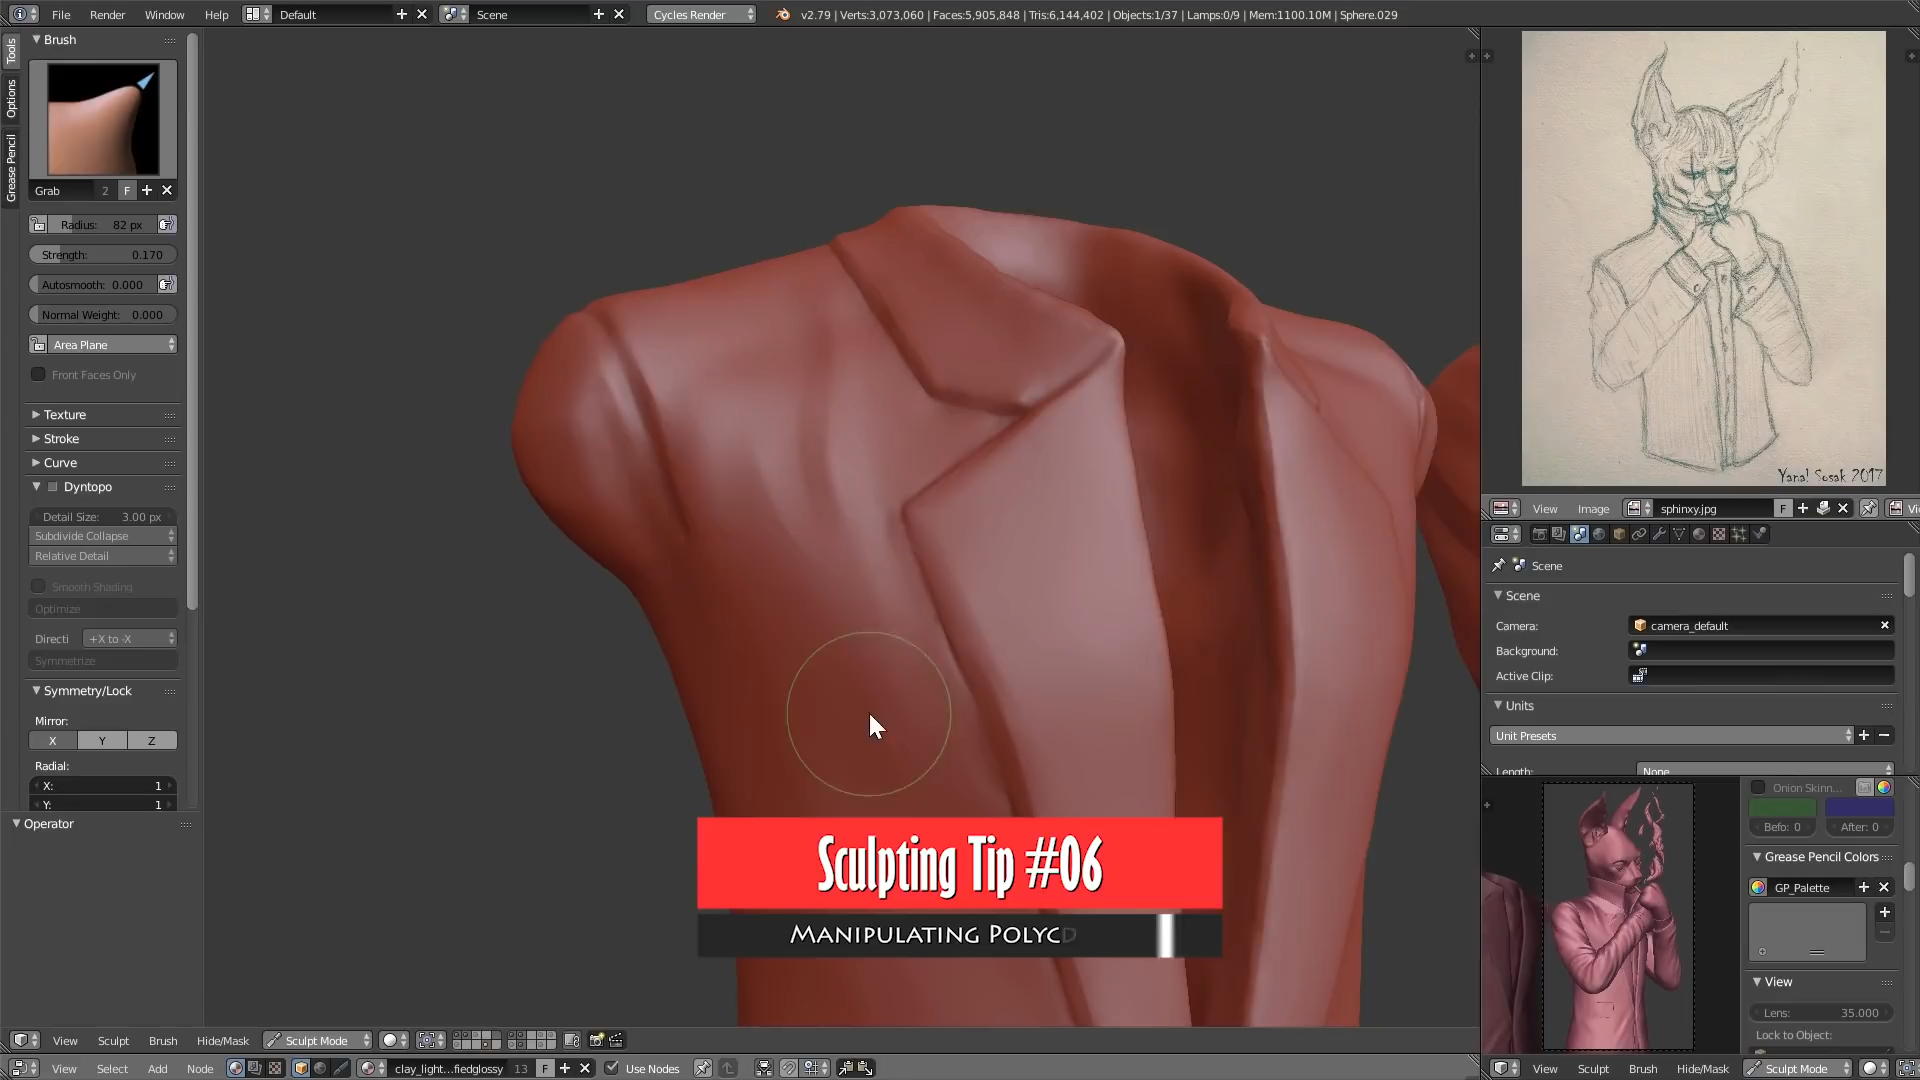 File Render Window Help Default Scene Cycles Render v2.79 | Verts:3,073,060 | Faces:5,905,848 | Tris:6,144,402 | Objects:1/37 | Lamps:0/9 | Mem:1100.10M | Sphere.029
Tools
Options
Grease Pencil
Brush
Grab 2 F
Radius: 82 px
Strength: 0.170
Autosmooth: 0.000
Normal Weight: 0.000
Area Plane
Front Faces Only
Texture
Stroke
Curve
Dyntopo
Detail Size: 3.00 px
Subdivide Collapse
Relative Detail
Smooth Shading
Optimize
Directi +X to -X
Symmetrize
Symmetry/Lock
Mirror:
X Y Z
Radial:
X: 1
Y: 1
Operator
Sculpting Tip #06
Manipulating Polyc
View Sculpt Brush Hide/Mask Sculpt Mode
View Select Add Node clay_light...fiedglossy 13 F Use Nodes
Yanal Sosak 2017
View Image sphinxy.jpg F Vi
Scene
Scene
Camera: camera_default
Background:
Active Clip:
Units
Unit Presets
Length: None
Onion Skinn...
Befo: 0 After: 0
Grease Pencil Colors
GP_Palette
View
Lens: 35.000
Lock to Object:
View Sculpt Brush Hide/Mask Sculpt Mode